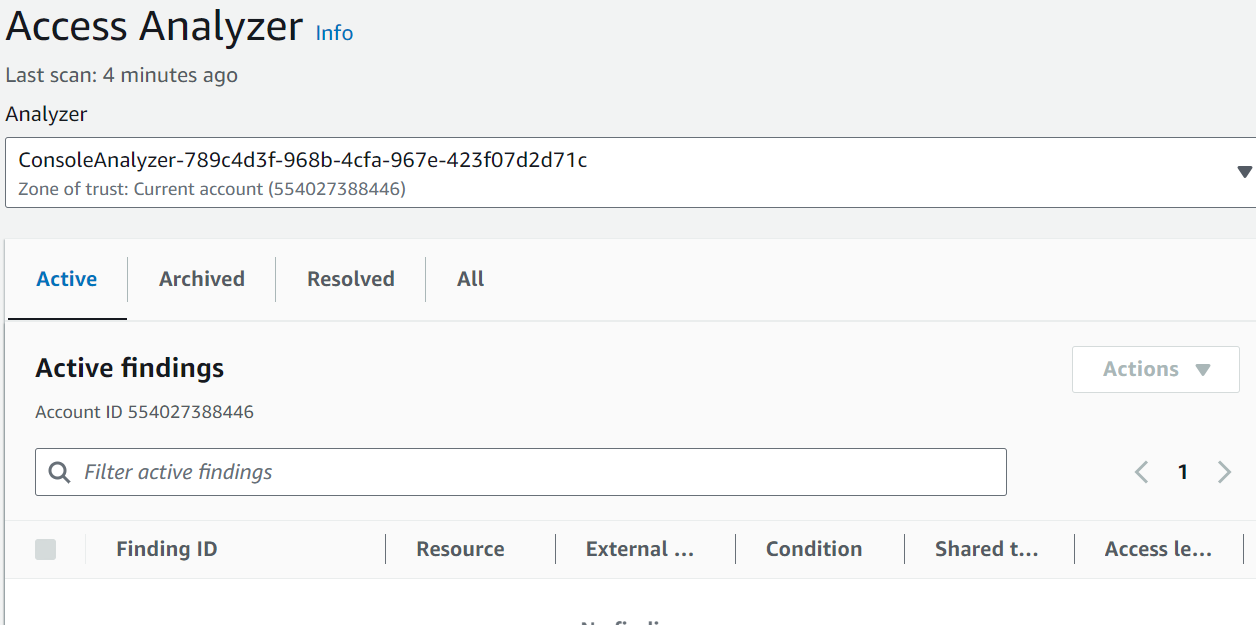 Access Analyzer Info
Last scan: 4 minutes ago
Analyzer
ConsoleAnalyzer-789c4d3f-968b-4cfa-967e-423f07d2d71c
Zone of trust: Current account (554027388446)
Active Archived Resolved All
Active findings
Actions
Account ID 554027388446
Filter active findings
1
Finding ID Resource External ... Condition Shared t... Access le...